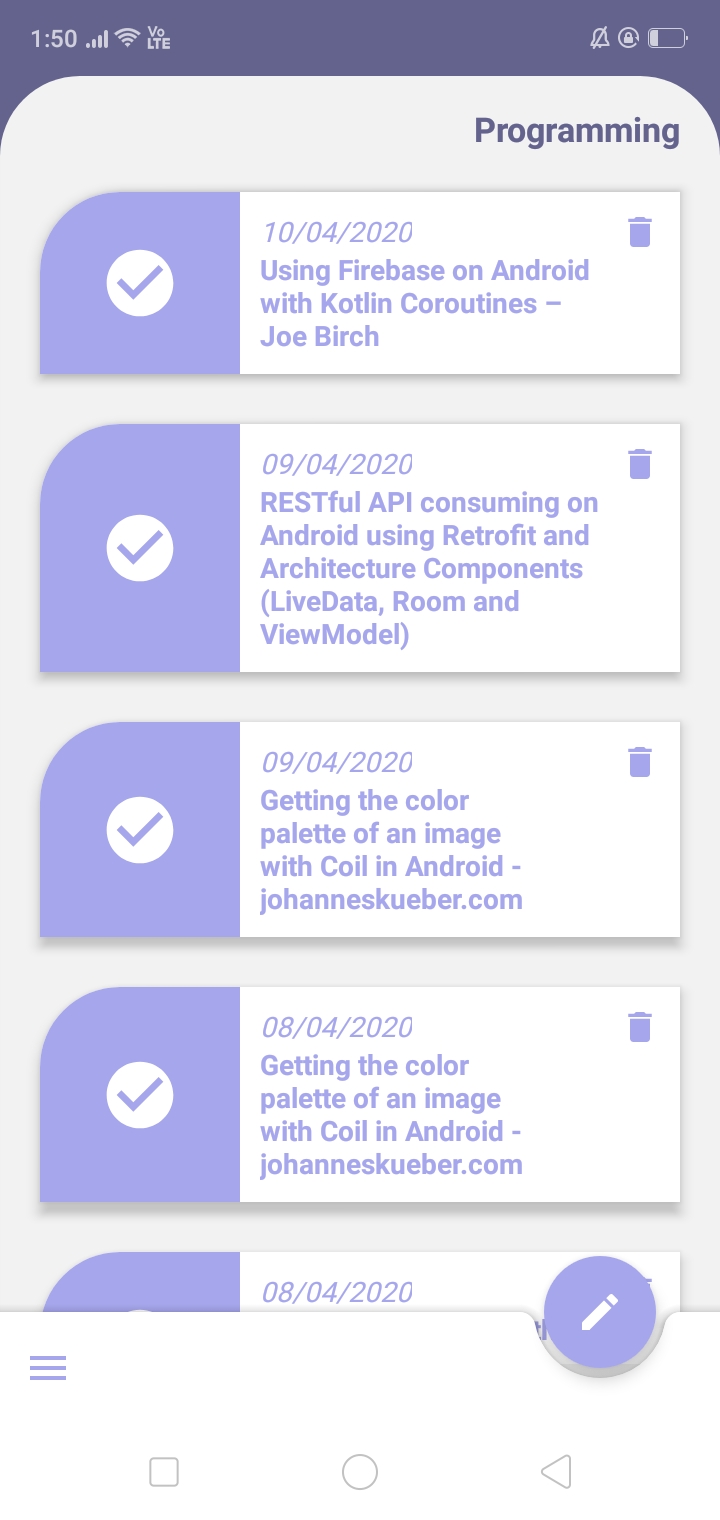 1:50
Vo
LTE
Programming
10/04/2020
Using Firebase on Android
with Kotlin Coroutines –
Joe Birch
09/04/2020
RESTful API consuming on
Android using Retrofit and
Architecture Components
(LiveData, Room and
ViewModel)
09/04/2020
Getting the color
palette of an image
with Coil in Android -
johanneskueber.com
08/04/2020
Getting the color
palette of an image
with Coil in Android -
johanneskueber.com
08/04/2020